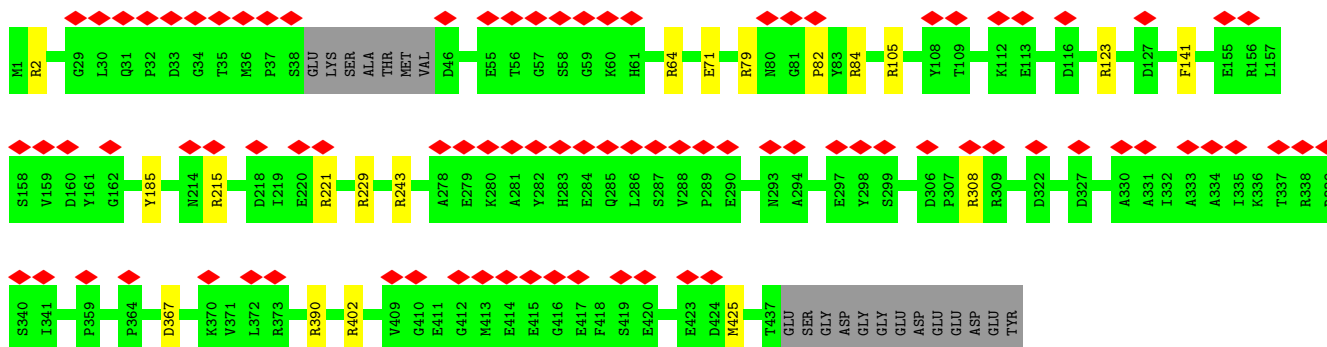 M1 R2 G29 L30 Q31 P32 D33 G34 T35 M36 P37 S38 GLU LYS SER ALA THR MET VAL D46 E55 T56 G57 S58 G59 K60 H61 R64 E71 R79 N80 G81 P82 Y83 R84 R105 Y108 T109 K112 E113 D116 R123 D127 F141 E155 R156 L157
S158 V159 D160 Y161 G162 Y185 N214 R215 D218 I219 E220 R221 R229 R243 A278 E279 K280 A281 Y282 H283 E284 Q285 L286 S287 V288 P289 E290 N293 A294 E297 Y298 S299 D306 P307 R308 R309 D322 D327 A330 A331 I332 A333 A334 I335 K336 T337 R338
S340 I341 P359 P364 D367 K370 V371 L372 R373 R390 R402 V409 G410 E411 G412 M413 E414 E415 G416 E417 F418 S419 E420 E423 D424 M425 T437 GLU SER GLY ASP GLY GLY GLU ASP GLU GLU ASP GLU TYR